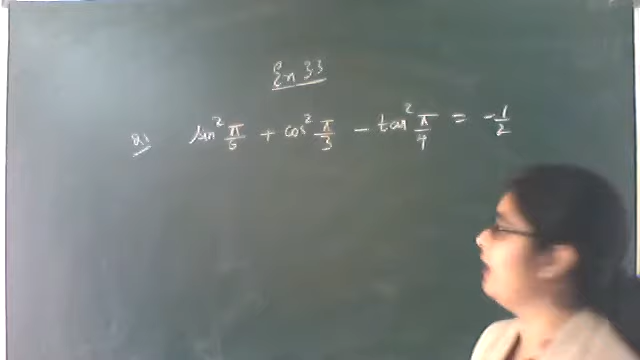 Ex 3.3
Q1 sin² π/6 + cos² π/3 - tan² π/4 = -1/2